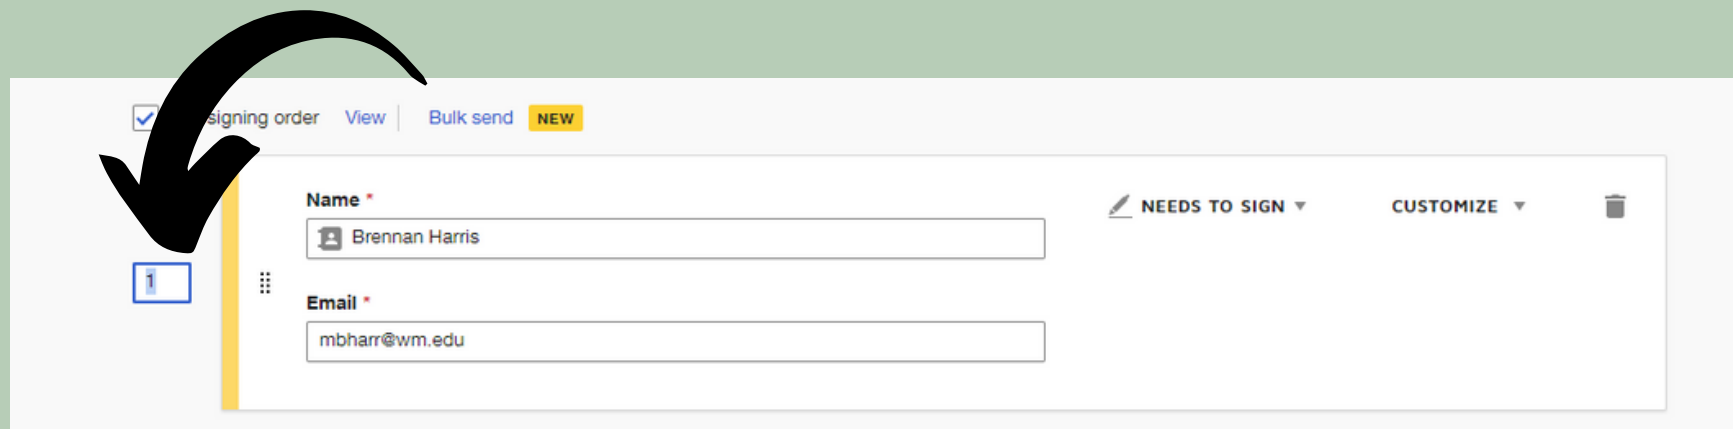 signing order View Bulk send NEW
Name *
NEEDS TO SIGN CUSTOMIZE
Brennan Harris
1
Email *
mbharr@wm.edu